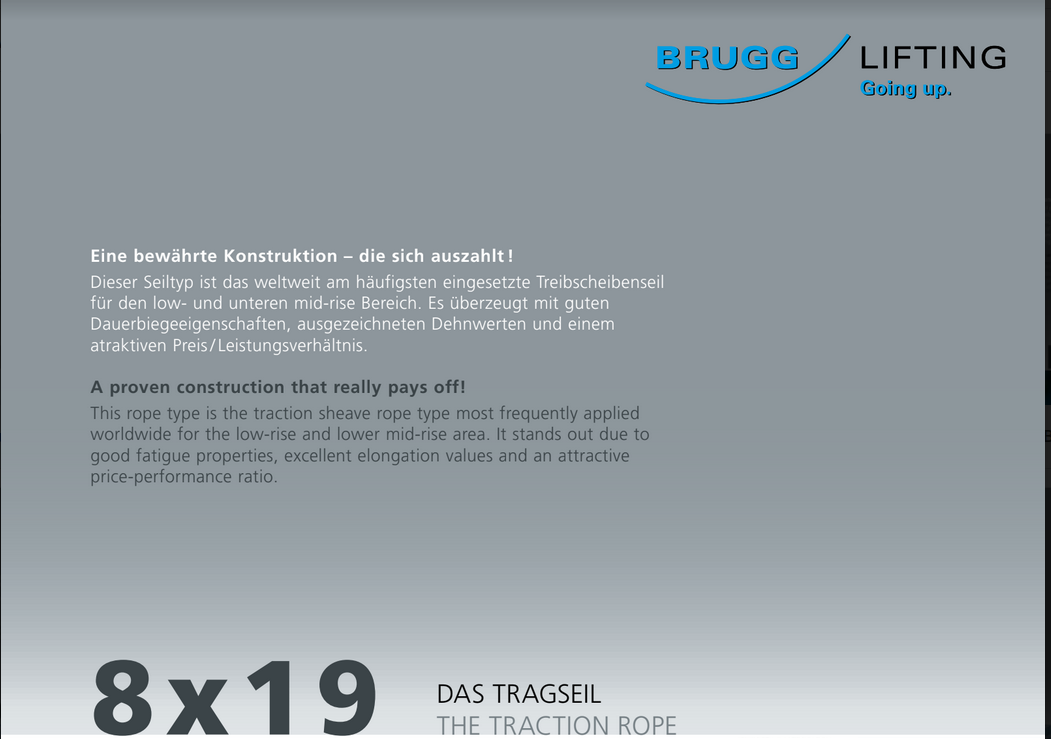 BRUGG LIFTING
Going up.
Eine bewährte Konstruktion – die sich auszahlt!
Dieser Seiltyp ist das weltweit am häufigsten eingesetzte Treibscheibenseil
für den low- und unteren mid-rise Bereich. Es überzeugt mit guten
Dauerbiegeeigenschaften, ausgezeichneten Dehnwerten und einem
atraktiven Preis/Leistungsverhältnis.
A proven construction that really pays off!
This rope type is the traction sheave rope type most frequently applied
worldwide for the low-rise and lower mid-rise area. It stands out due to
good fatigue properties, excellent elongation values and an attractive
price-performance ratio.
8x19
DAS TRAGSEIL
THE TRACTION ROPE